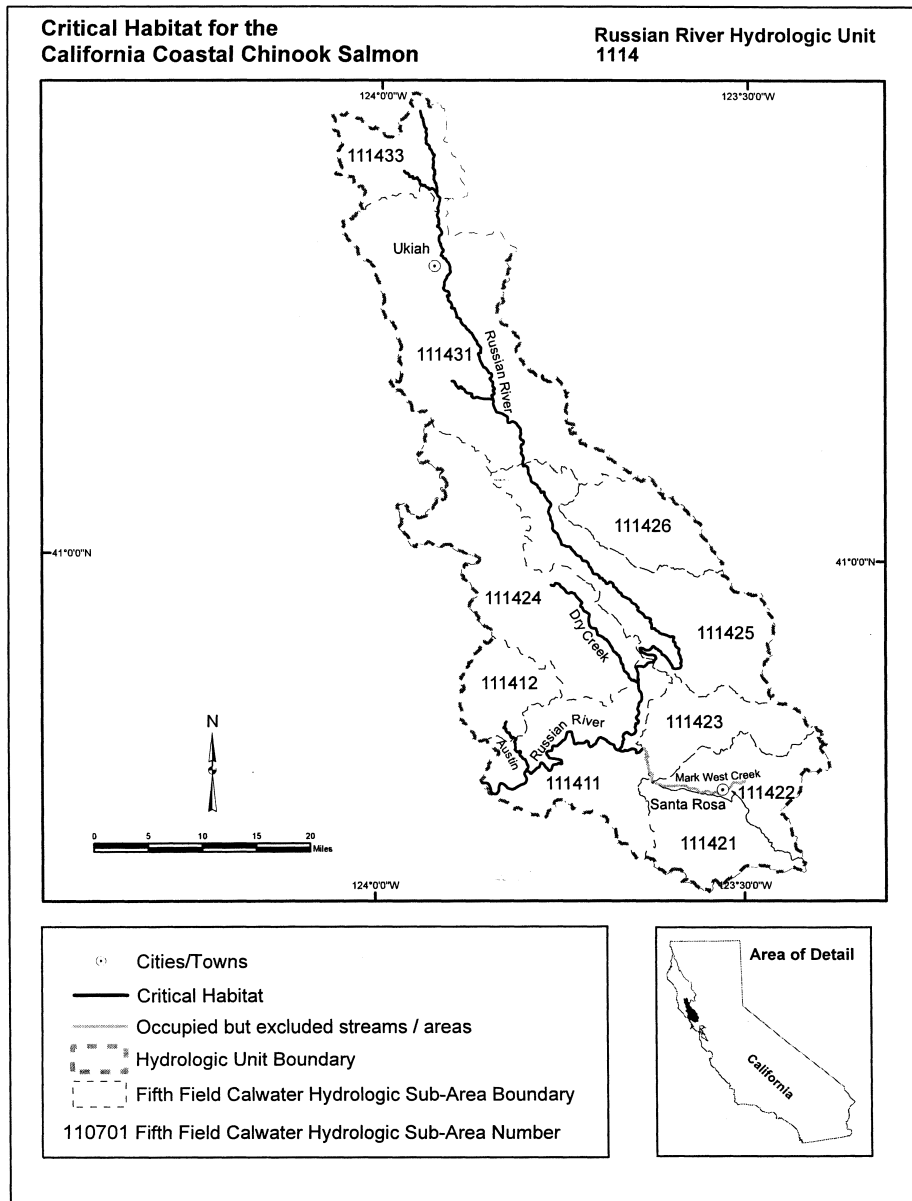 Critical Habitat for the
California Coastal Chinook Salmon
Russian River Hydrologic Unit
1114
124°0'0"W
123°30'0"W
111433
Ukiah
111431
Russian River
111426
41°0'0"N
41°0'0"N
111424
Dry Creek
111425
111412
111423
N
Austin
Russian River
Mark West Creek
111411
111422
Santa Rosa
111421
0 5 10 15 20
Miles
124°0'0"W
123°30'0"W
Cities/Towns
Critical Habitat
Occupied but excluded streams / areas
Hydrologic Unit Boundary
Fifth Field Calwater Hydrologic Sub-Area Boundary
110701 Fifth Field Calwater Hydrologic Sub-Area Number
Area of Detail
California